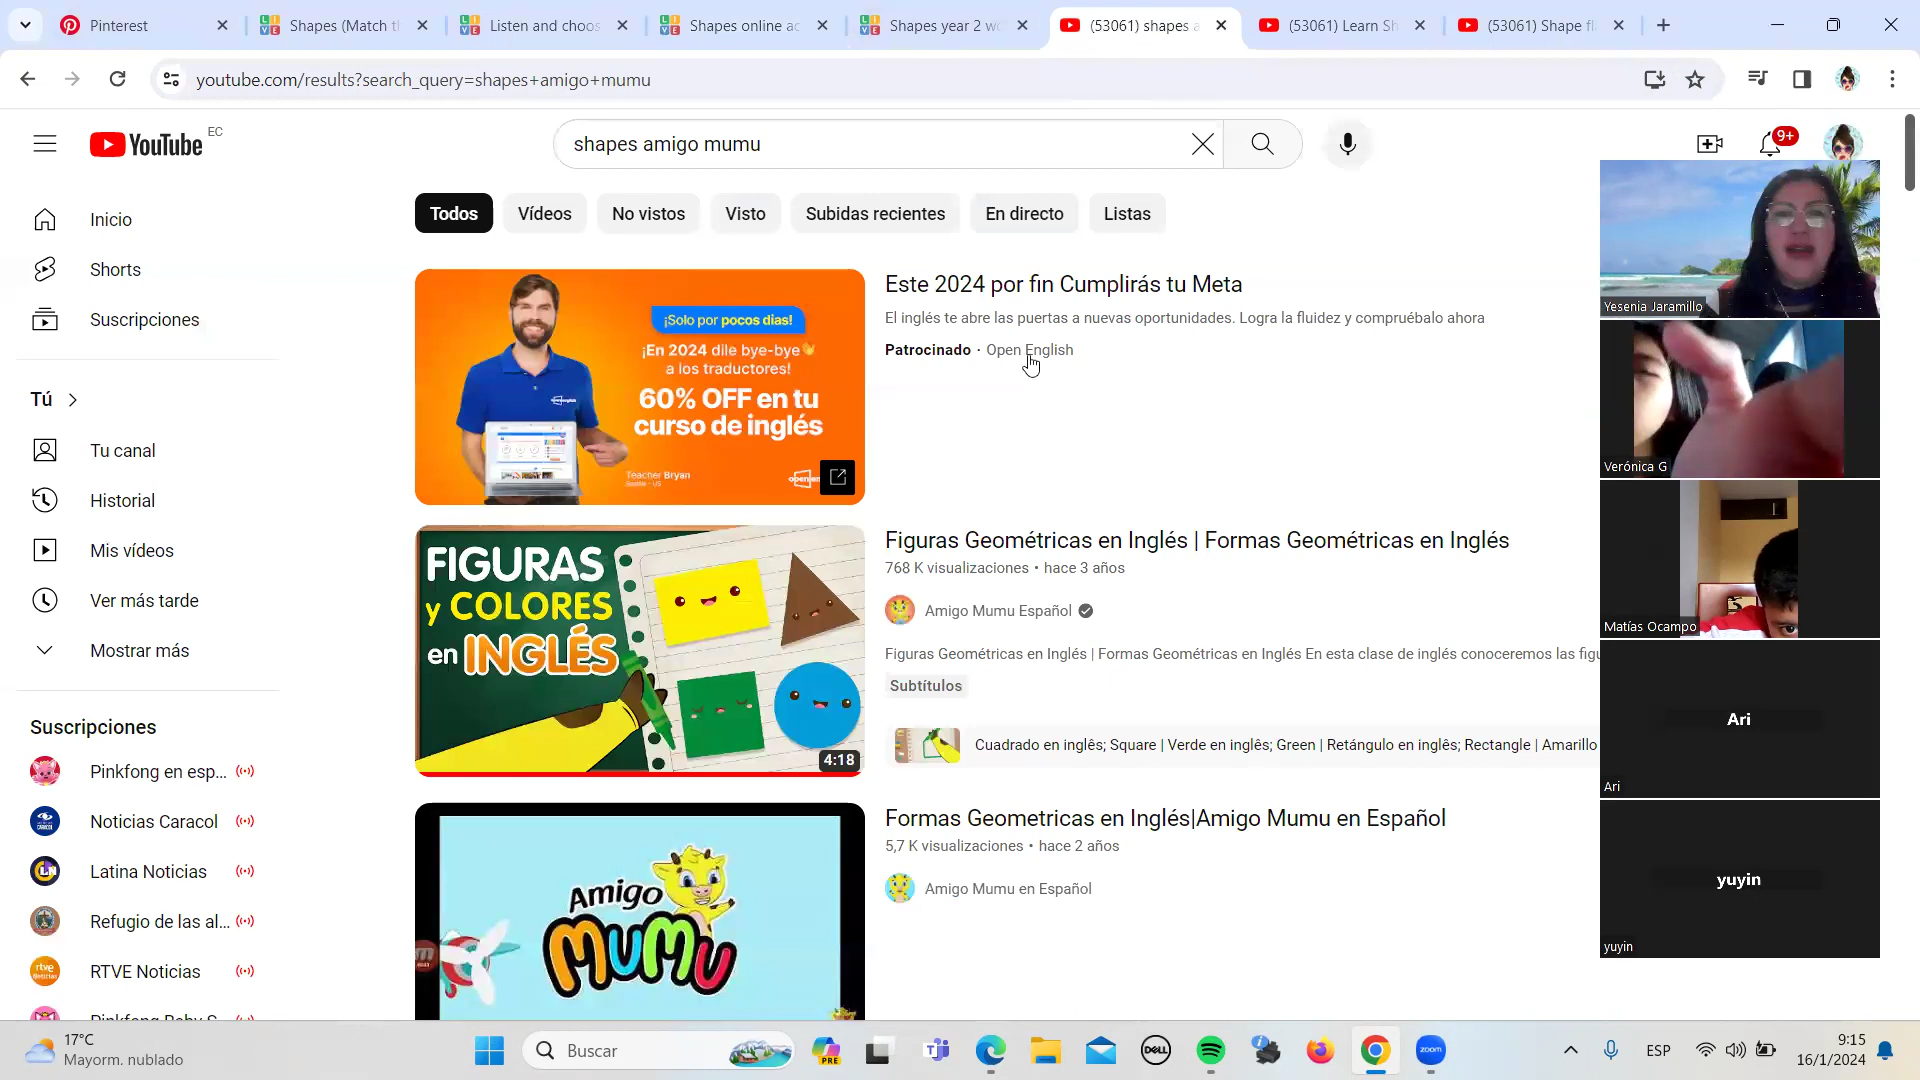 Pinterest
Shapes (Match t
Listen and choos
Shapes online ac
Shapes year 2 wo
(53061) shapes a
(53061) Learn Sh
(53061) Shape fl
youtube.com/results?search_query=shapes+amigo+mumu
YouTube EC
shapes amigo mumu
9+
Todos
Vídeos
No vistos
Visto
Subidas recientes
En directo
Listas
Inicio
Shorts
Suscripciones
Tú
Tu canal
Historial
Mis vídeos
Ver más tarde
Mostrar más
Suscripciones
Pinkfong en esp...
Noticias Caracol
Latina Noticias
Refugio de las al...
RTVE Noticias
¡Solo por pocos dias!
¡En 2024 dile bye-bye
a los traductores!
60% OFF en tu
curso de inglés
Teacher Bryan
Seattle - US
Este 2024 por fin Cumplirás tu Meta
El inglés te abre las puertas a nuevas oportunidades. Logra la fluidez y compruébalo ahora
Patrocinado · Open English
FIGURAS
y COLORES
en INGLÉS
4:18
Figuras Geométricas en Inglés | Formas Geométricas en Inglés
768 K visualizaciones • hace 3 años
Amigo Mumu Español
Figuras Geométricas en Inglés | Formas Geométricas en Inglés En esta clase de inglés conoceremos las figu
Subtítulos
Cuadrado en inglês; Square | Verde en inglês; Green | Retángulo en inglês; Rectangle | Amarillo
Amigo
MUMU
Formas Geometricas en Inglés|Amigo Mumu en Español
5,7 K visualizaciones • hace 2 años
Amigo Mumu en Español
Yesenia Jaramillo
Verónica G
Matías Ocampo
Ari
Ari
yuyin
yuyin
17°C
Mayorm. nublado
Buscar
PRE
DELL
zoom
ESP
9:15
16/1/2024